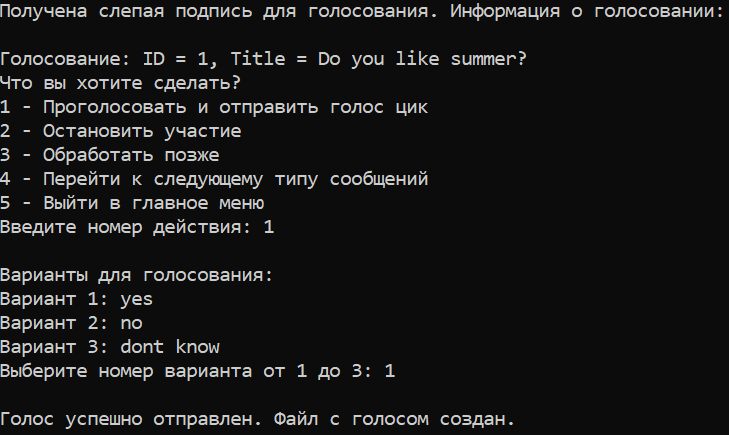 Получена слепая подпись для голосования. Информация о голосовании:
Голосование: ID = 1, Title = Do you like summer?
Что вы хотите сделать?
1 - Проголосовать и отправить голос цик
2 - Остановить участие
3 - Обработать позже
4 - Перейти к следующему типу сообщений
5 - Выйти в главное меню
Введите номер действия: 1
Варианты для голосования:
Вариант 1: yes
Вариант 2: no
Вариант 3: dont know
Выберите номер варианта от 1 до 3: 1
Голос успешно отправлен. Файл с голосом создан.